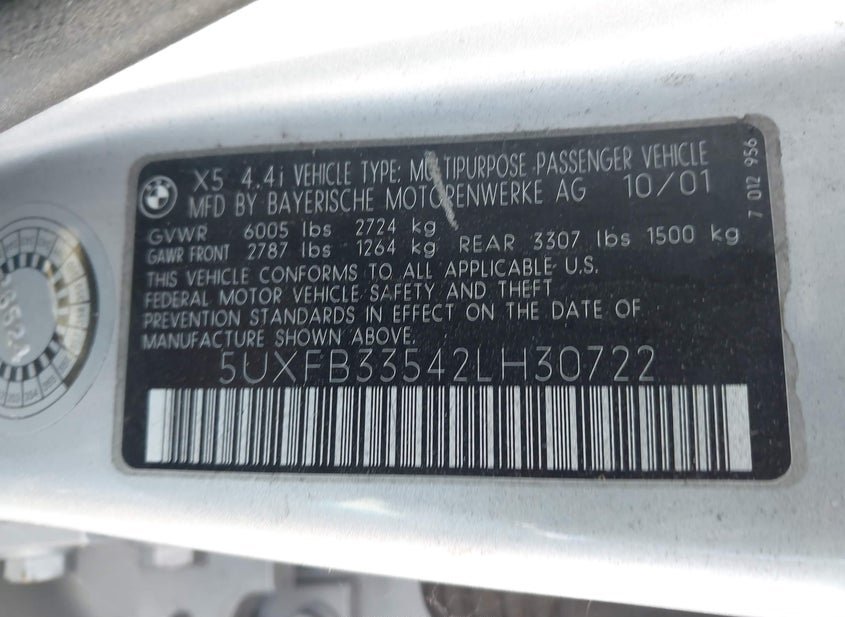 X5 4.4i VEHICLE TYPE: MULTIPURPOSE PASSENGER VEHICLE
MFD BY BAYERISCHE MOTORENWERKE AG 10/01
GVWR 6005 lbs 2724 kg
GAWR FRONT 2787 lbs 1264 kg REAR 3307 lbs 1500 kg
THIS VEHICLE CONFORMS TO ALL APPLICABLE U.S.
FEDERAL MOTOR VEHICLE SAFETY AND THEFT
PREVENTION STANDARDS IN EFFECT ON THE DATE OF
MANUFACTURE SHOWN ABOVE.
5UXFB33542LH30722
7 012 956